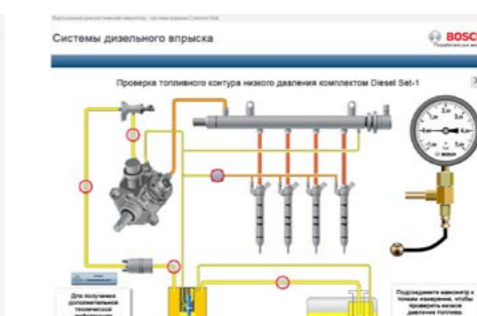 Системы дизельного впрыска
BOSCH
Проверка топливного контура низкого давления комплектом Diesel Set-1
BOSCH
Для получения
дополнительной
технической
Подсоедините манометр к
точкам измерения, чтобы
проверить низкое
давление топлива.